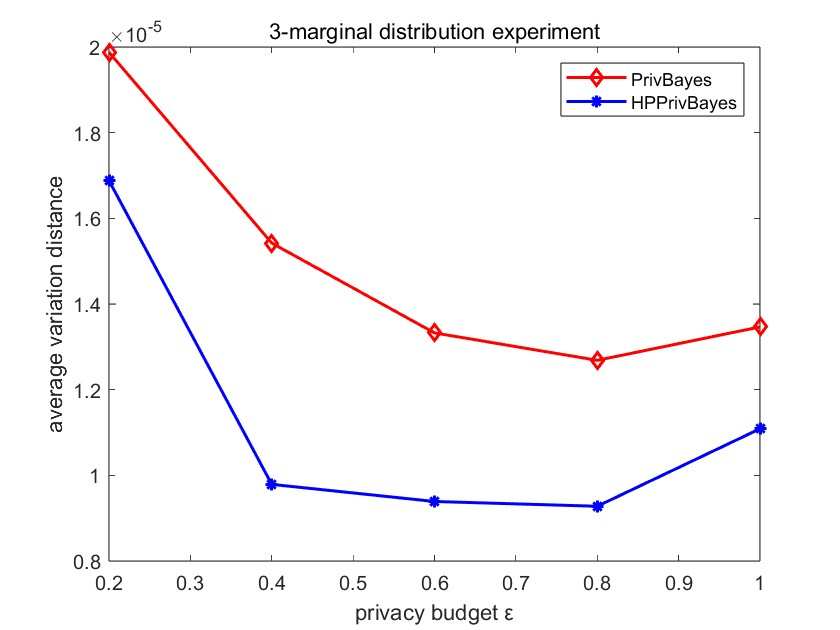 ×10-5
3-marginal distribution experiment
PrivBayes
HPPrivBayes
2
1.8
1.6
1.4
1.2
1
0.8
average variation distance
0.2 0.3 0.4 0.5 0.6 0.7 0.8 0.9 1
privacy budget ε